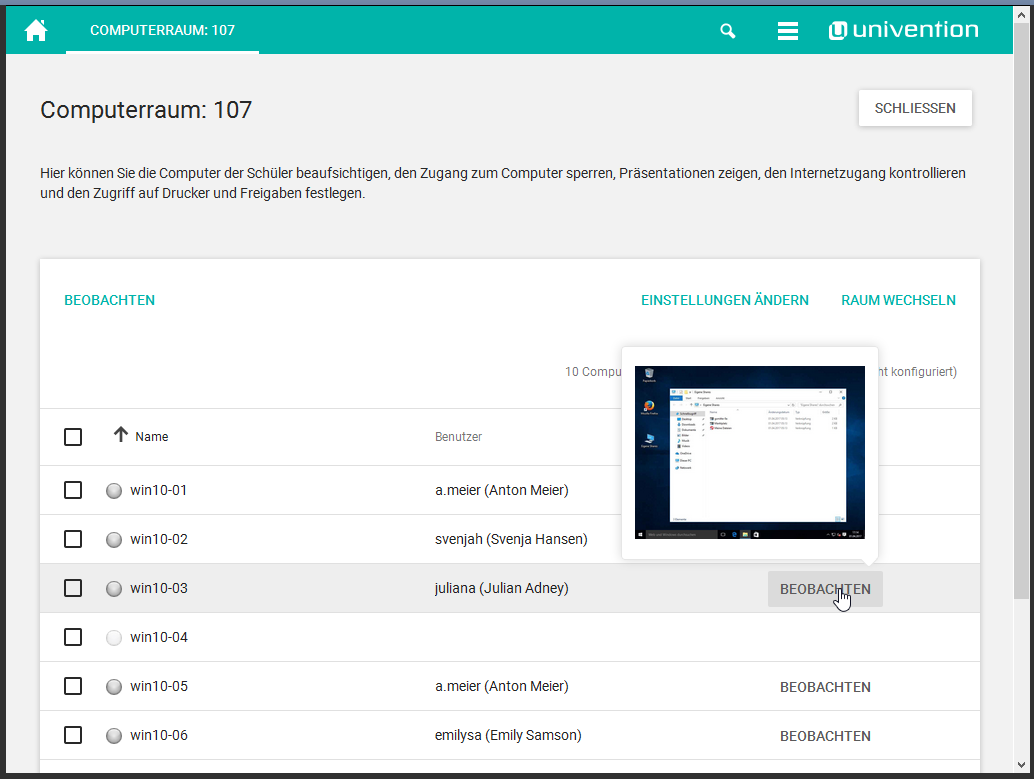 COMPUTERRAUM: 107
univention
Computerraum: 107
SCHLIESSEN
Hier können Sie die Computer der Schüler beaufsichtigen, den Zugang zum Computer sperren, Präsentationen zeigen, den Internetzugang kontrollieren
und den Zugriff auf Drucker und Freigaben festlegen.
BEOBACHTEN
EINSTELLUNGEN ÄNDERN
RAUM WECHSELN
10 Compu
ht konfiguriert)
Name
Benutzer
win10-01
a.meier (Anton Meier)
win10-02
svenjah (Svenja Hansen)
win10-03
juliana (Julian Adney)
BEOBACHTEN
win10-04
win10-05
a.meier (Anton Meier)
BEOBACHTEN
win10-06
emilysa (Emily Samson)
BEOBACHTEN